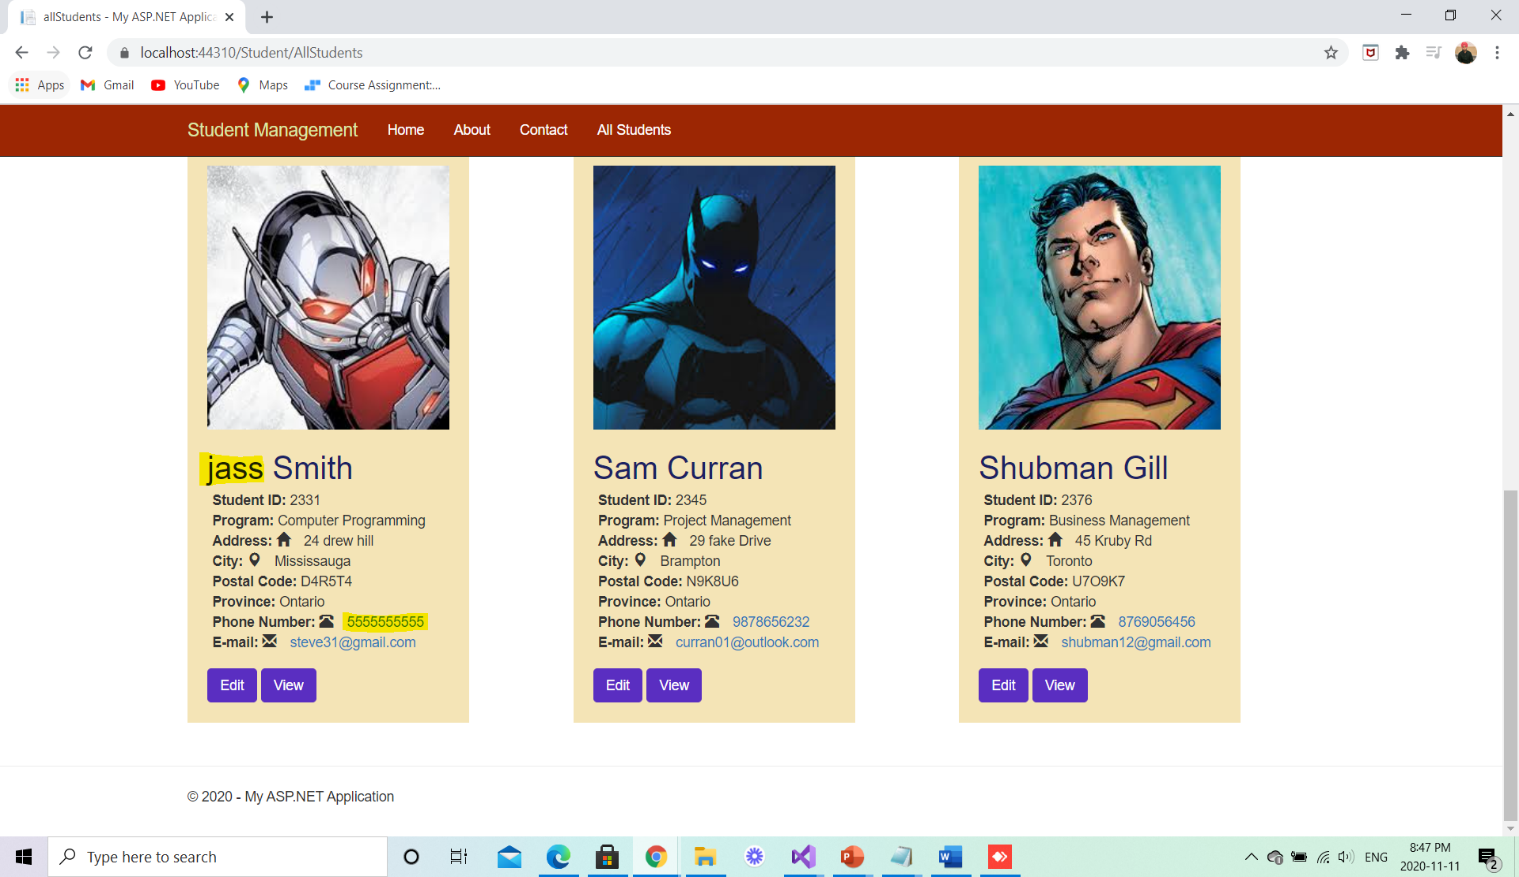 allStudents - My ASP.NET Applica
localhost:44310/Student/AllStudents
Apps Gmail YouTube Maps Course Assignment:...
Student Management Home About Contact All Students
jass Smith
Student ID: 2331
Program: Computer Programming
Address: 24 drew hill
City: Mississauga
Postal Code: D4R5T4
Province: Ontario
Phone Number: 5555555555
E-mail: steve31@gmail.com
Edit View
Sam Curran
Student ID: 2345
Program: Project Management
Address: 29 fake Drive
City: Brampton
Postal Code: N9K8U6
Province: Ontario
Phone Number: 9878656232
E-mail: curran01@outlook.com
Edit View
Shubman Gill
Student ID: 2376
Program: Business Management
Address: 45 Kruby Rd
City: Toronto
Postal Code: U7O9K7
Province: Ontario
Phone Number: 8769056456
E-mail: shubman12@gmail.com
Edit View
© 2020 - My ASP.NET Application
Type here to search
ENG
8:47 PM
2020-11-11
2